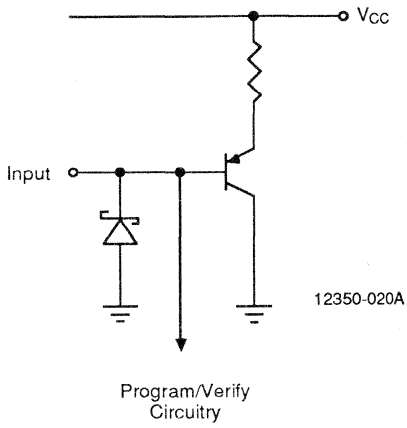 VCC
Input
12350-020A
Program/Verify
Circuitry